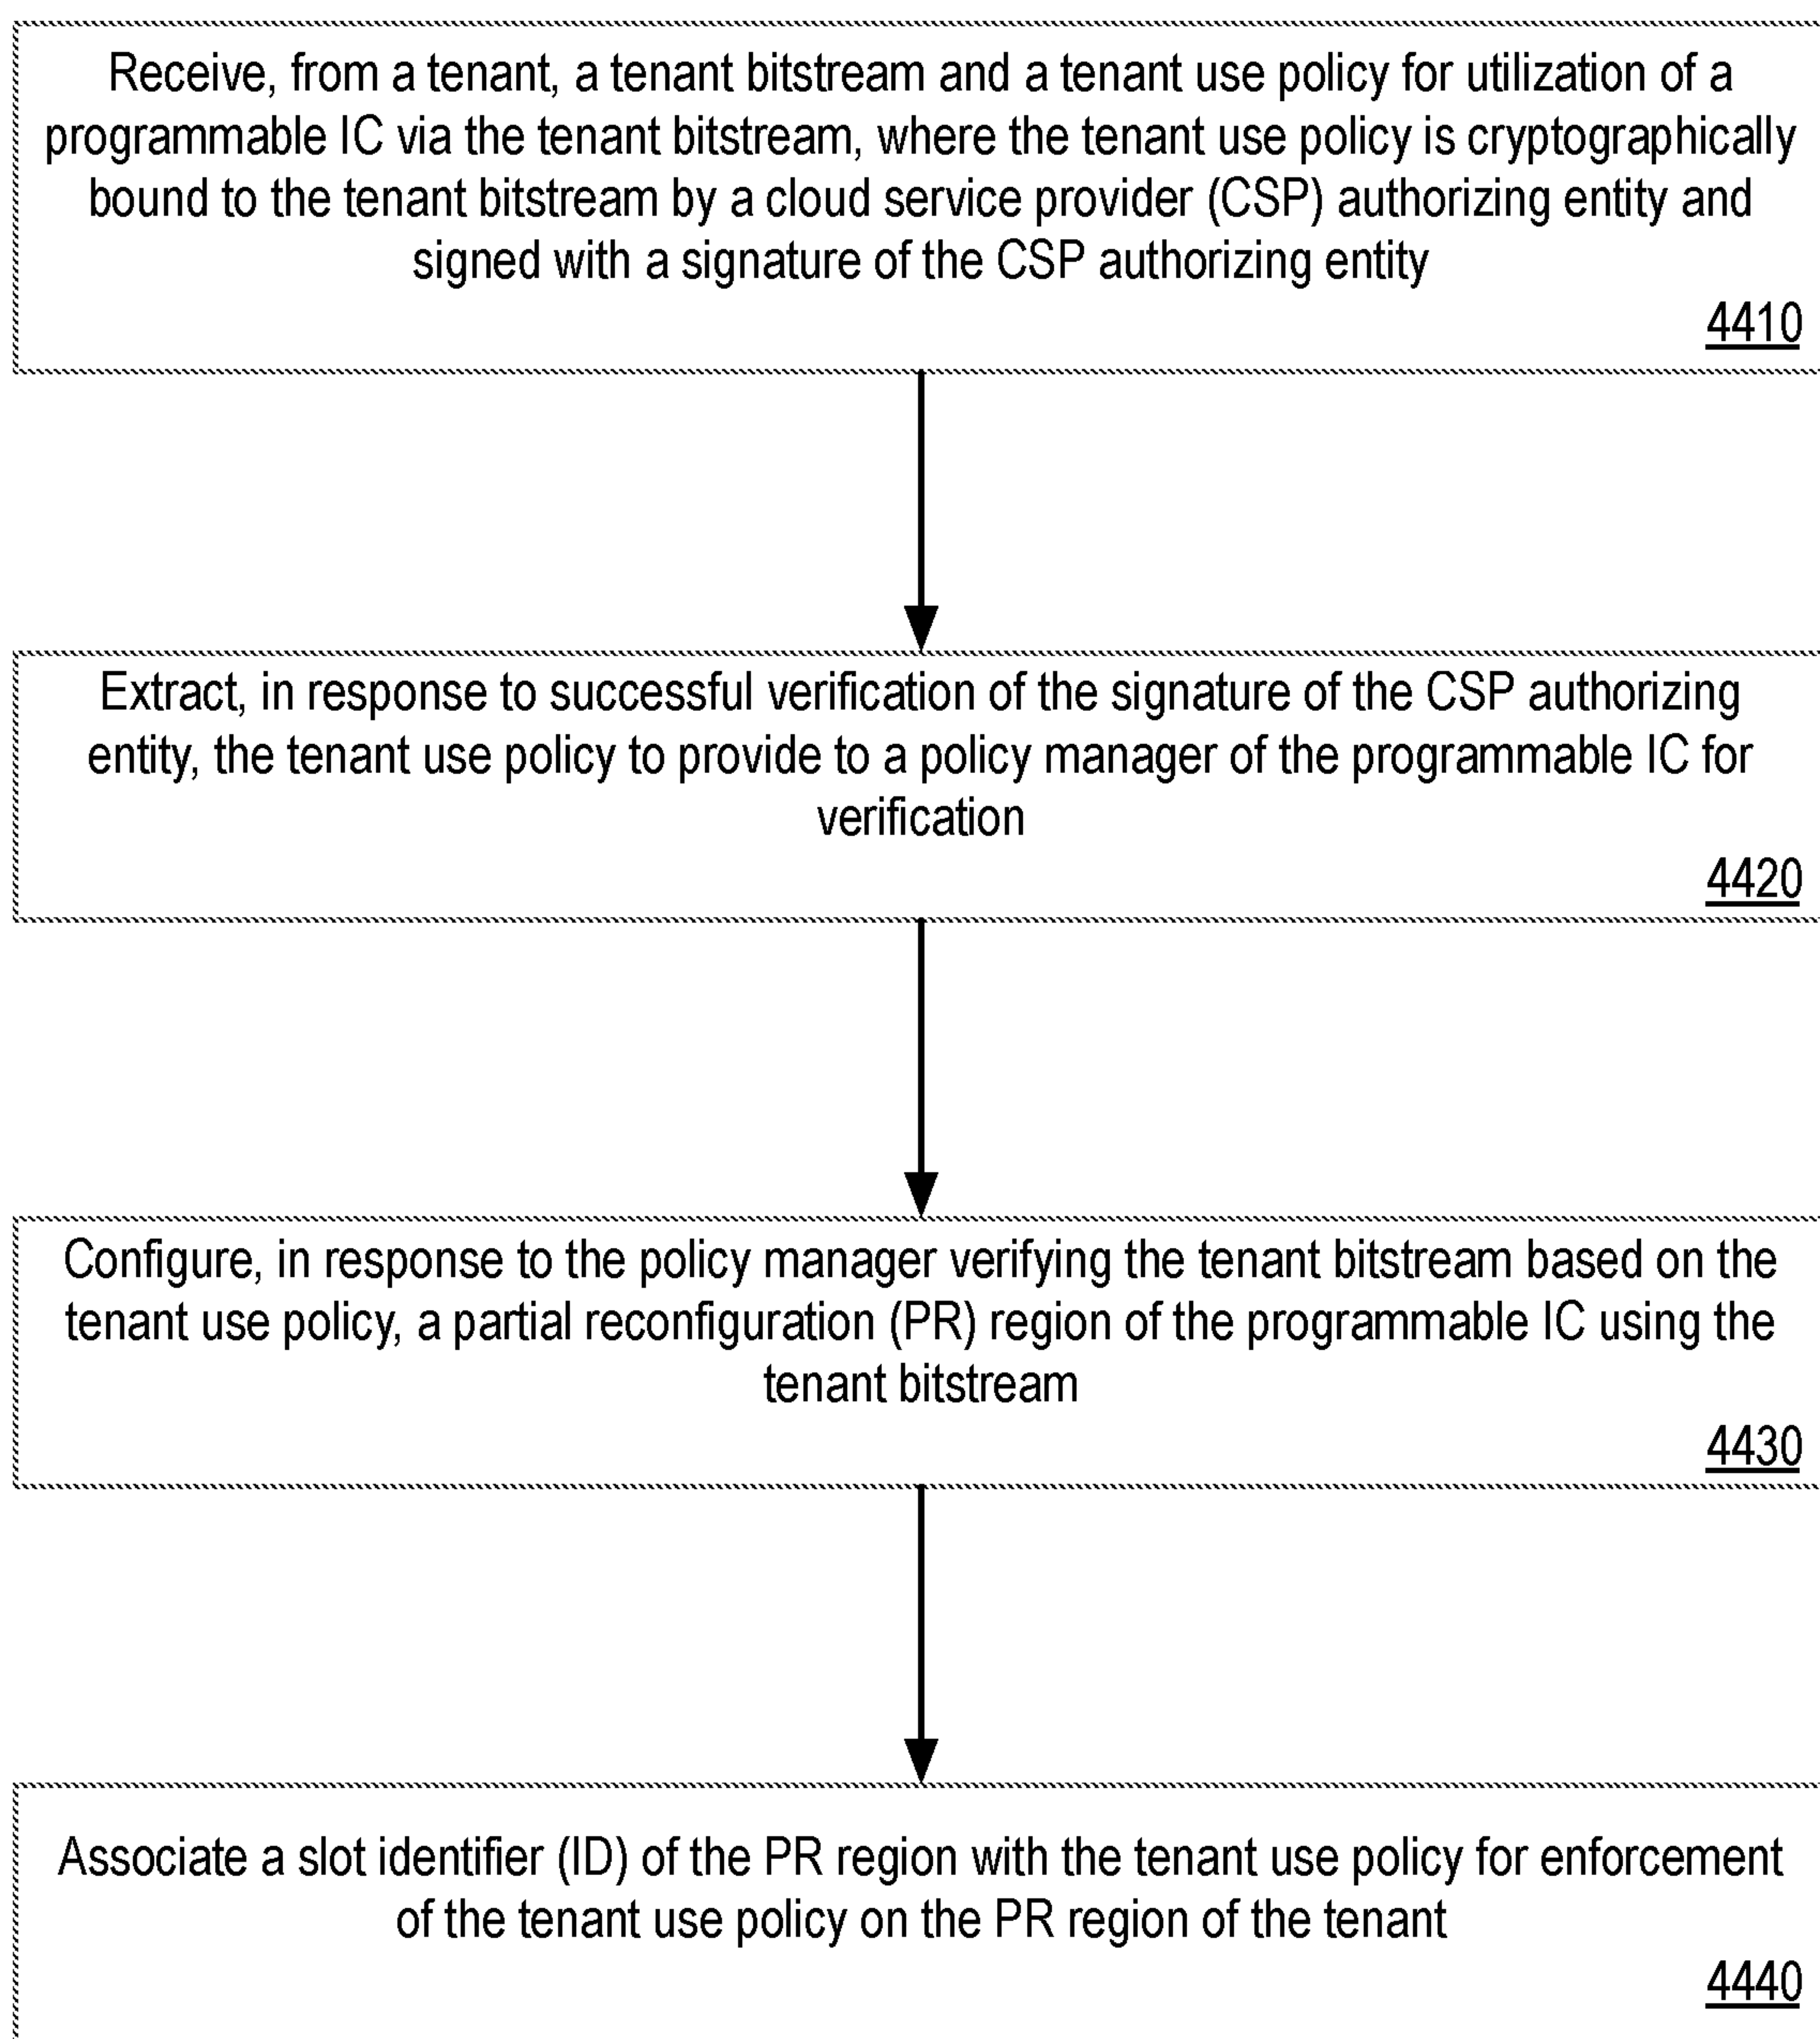 Receive, from a tenant, a tenant bitstream and a tenant use policy for utilization of a
programmable IC via the tenant bitstream, where the tenant use policy is cryptographically
bound to the tenant bitstream by a cloud service provider (CSP) authorizing entity and
signed with a signature of the CSP authorizing entity
4410
Extract, in response to successful verification of the signature of the CSP authorizing
entity, the tenant use policy to provide to a policy manager of the programmable IC for
verification
4420
Configure, in response to the policy manager verifying the tenant bitstream based on the
tenant use policy, a partial reconfiguration (PR) region of the programmable IC using the
tenant bitstream
4430
Associate a slot identifier (ID) of the PR region with the tenant use policy for enforcement
of the tenant use policy on the PR region of the tenant
4440